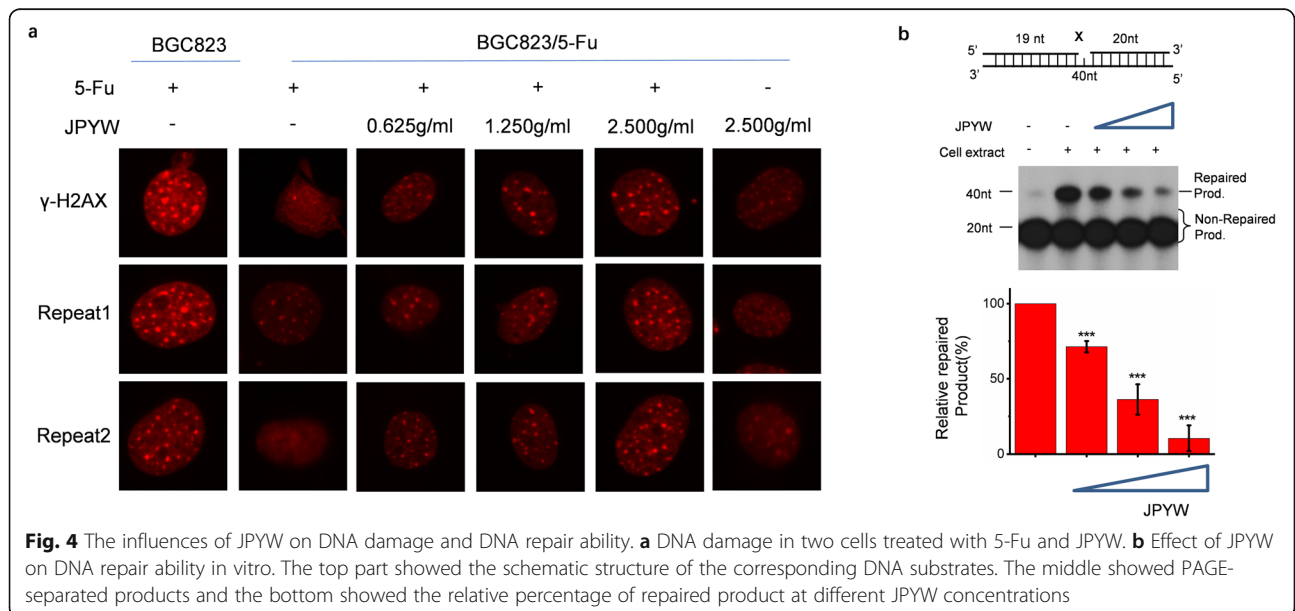 a
BGC823 BGC823/5-Fu
5-Fu + + + + + -
JPYW - - 0.625g/ml 1.250g/ml 2.500g/ml 2.500g/ml
γ-H2AX
Repeat1
Repeat2
b
19 nt X 20nt
5' 3'
3' 40nt 5'
JPYW - -
Cell extract - + + + +
40nt Repaired Prod.
20nt Non-Repaired Prod.
100
50
0
Relative repaired
Product(%)
*** *** ***
JPYW
Fig. 4 The influences of JPYW on DNA damage and DNA repair ability. a DNA damage in two cells treated with 5-Fu and JPYW. b Effect of JPYW
on DNA repair ability in vitro. The top part showed the schematic structure of the corresponding DNA substrates. The middle showed PAGE-
separated products and the bottom showed the relative percentage of repaired product at different JPYW concentrations